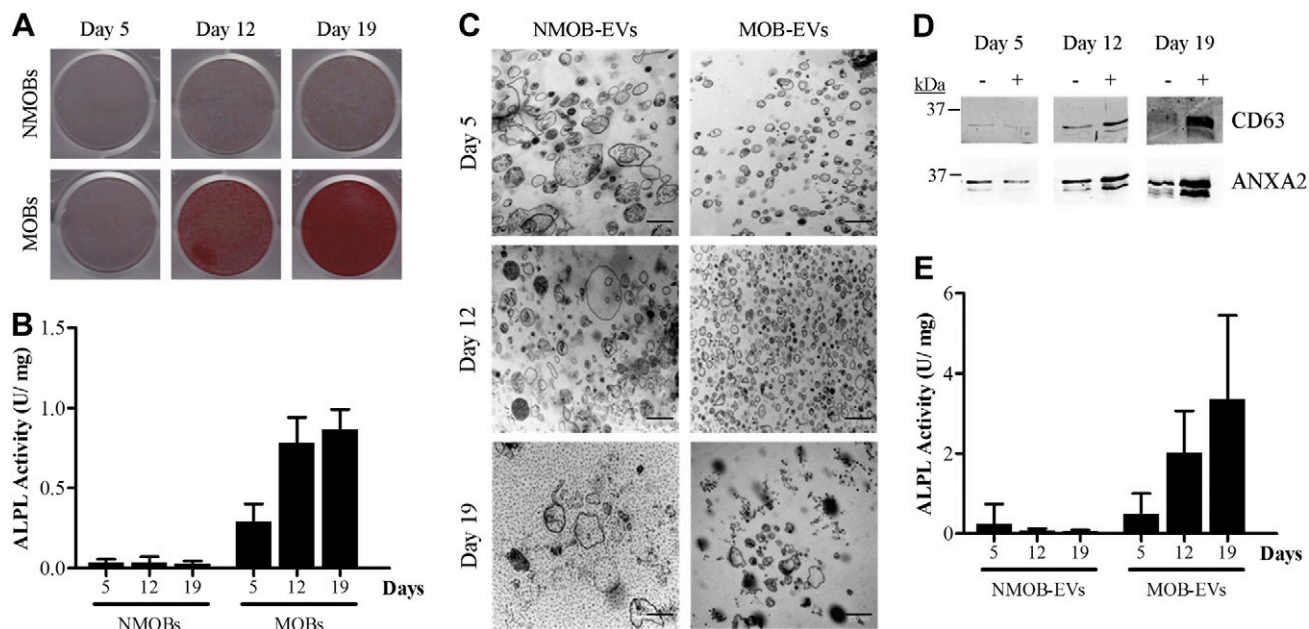 A
Day 5 Day 12 Day 19
NMOBs
MOBs
B
ALPL Activity (U/ mg)
1.5
1.0
0.5
0.0
5 12 19 5 12 19 Days
NMOBs MOBs
C
NMOB-EVs MOB-EVs
Day 5
Day 12
Day 19
D
Day 5 Day 12 Day 19
kDa - + - + - +
37
CD63
37
ANXA2
E
ALPL Activity (U/ mg)
6
4
2
0
5 12 19 5 12 19 Days
NMOB-EVs MOB-EVs